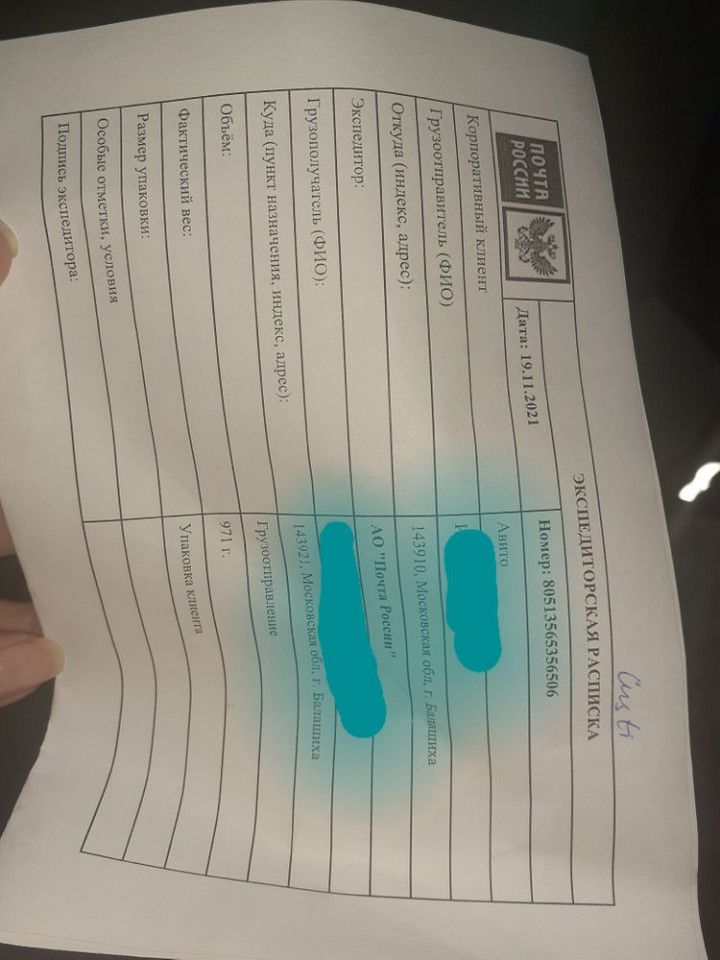 ЭКСПЕДИТОРСКАЯ РАСПИСКА
ПОЧТА РОССИИ
Дата: 19.11.2021
Номер: 80513565356506
Корпоративный клиент
Авито
Грузоотправитель (ФИО)
Откуда (индекс, адрес):
143910, Московская обл, г. Балашиха
Экспедитор:
АО "Почта России"
Грузополучатель (ФИО):
Куда (пункт назначения, индекс, адрес):
143921, Московская обл, г. Балашиха
Объём:
Грузоотправление
Фактический вес:
971 г.
Размер упаковки:
Упаковка клиента
Особые отметки, условия
Подпись экспедитора: